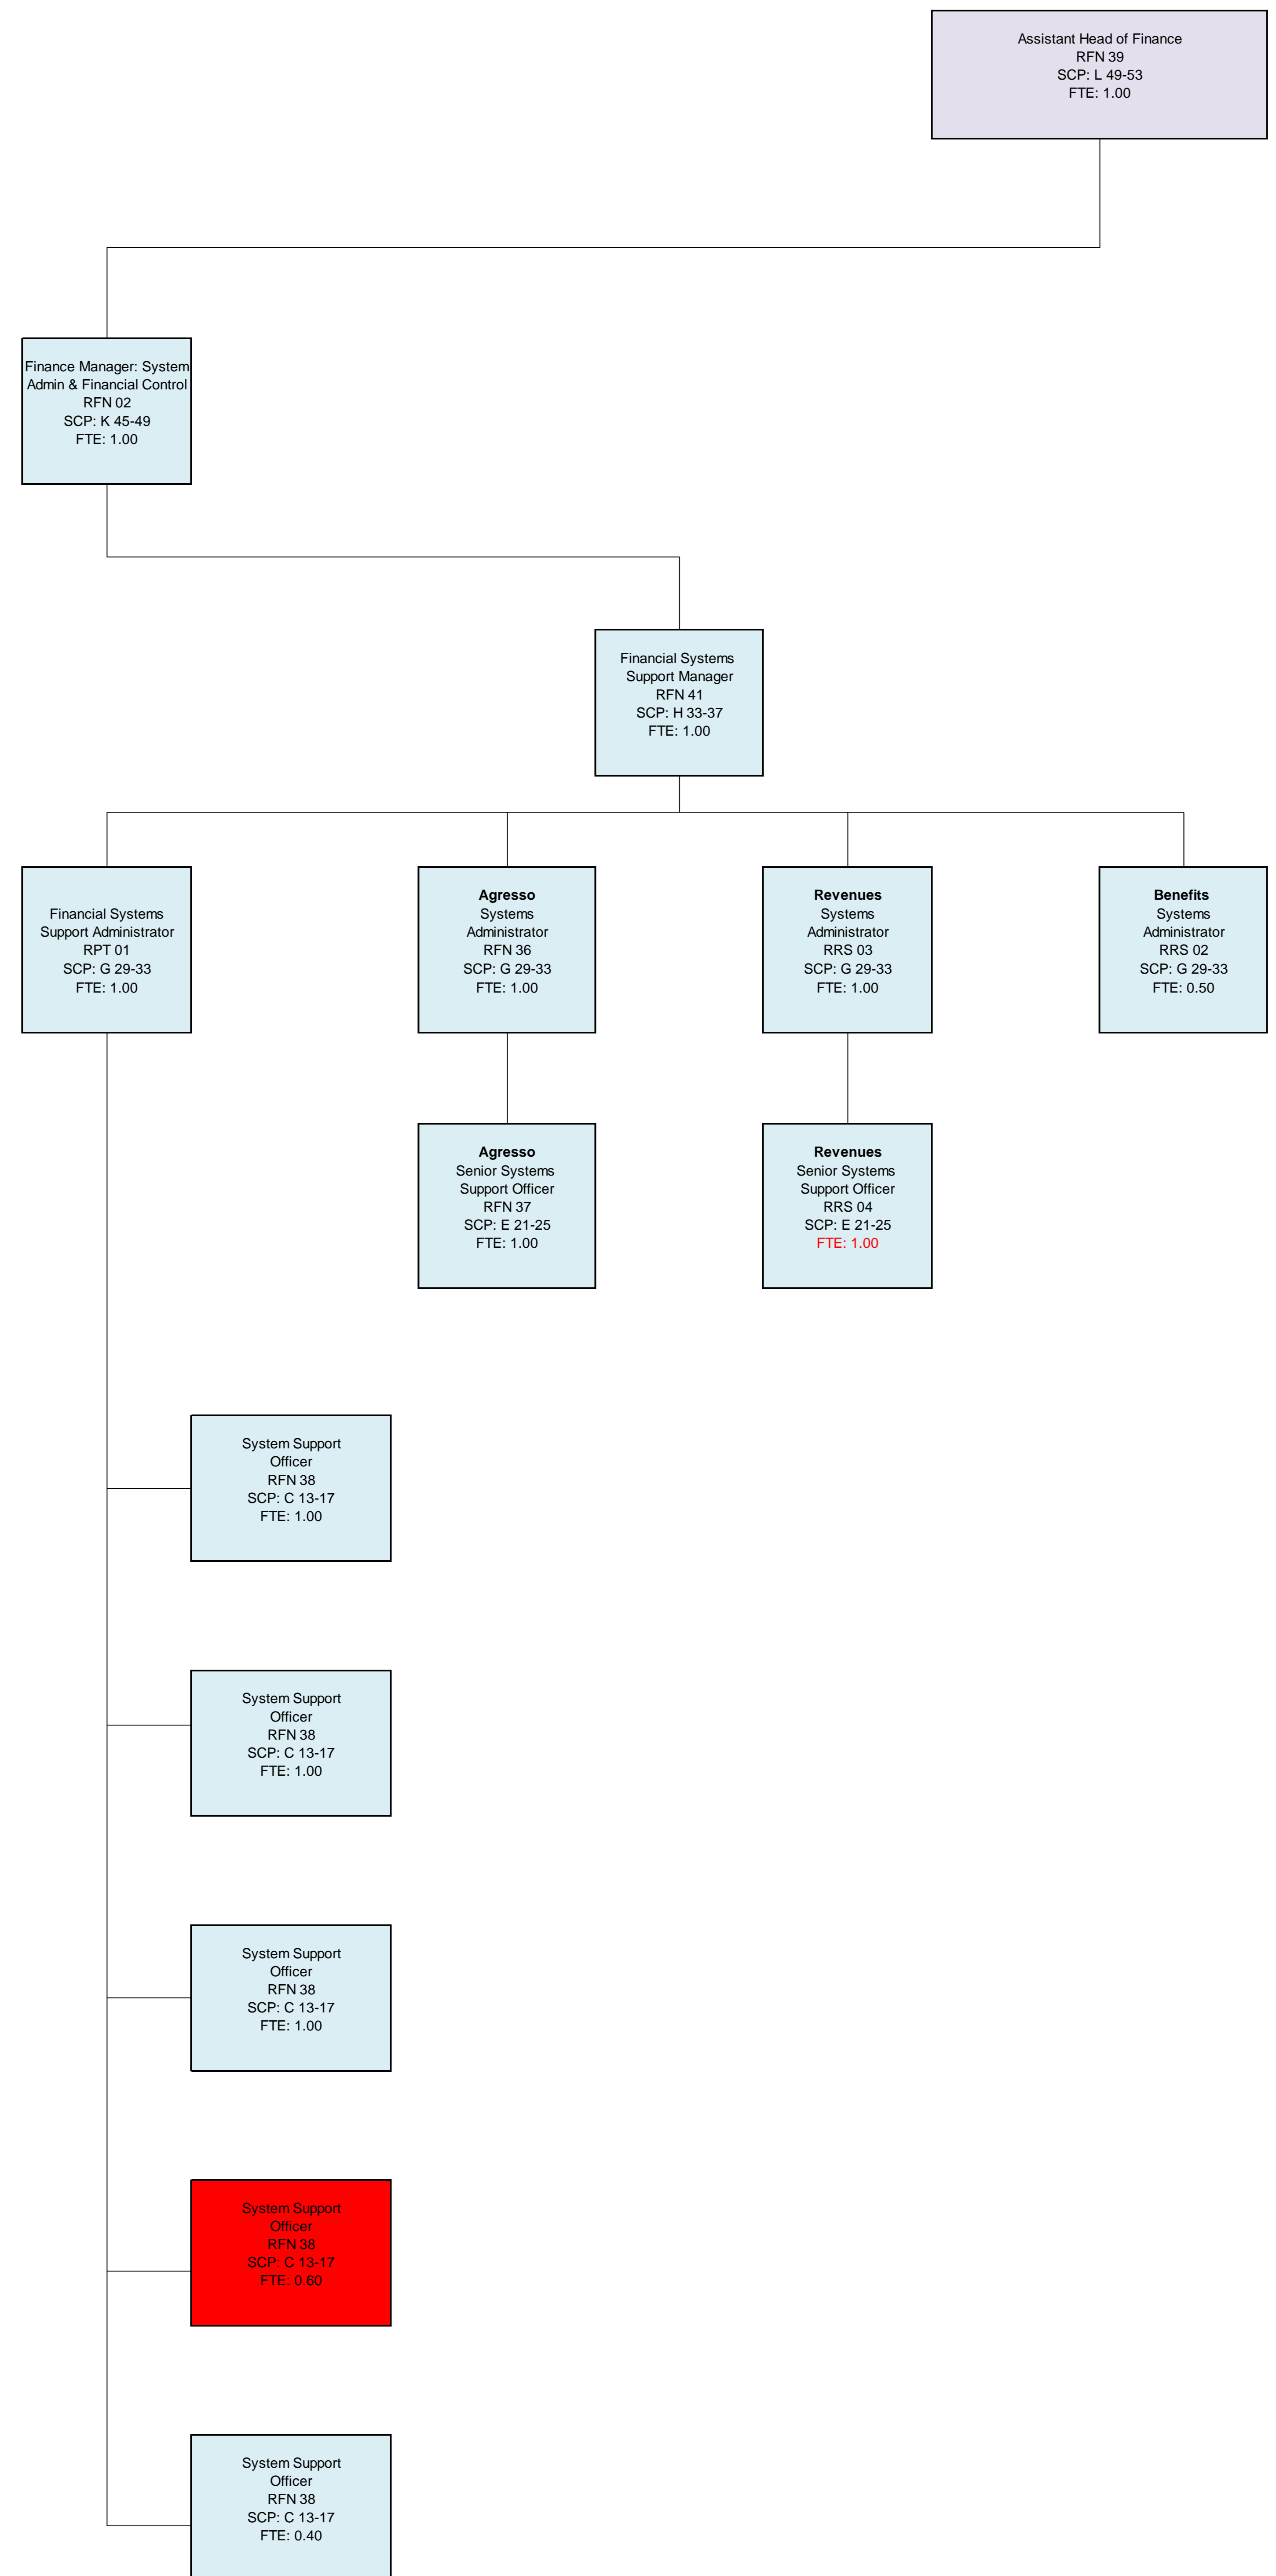 Assistant Head of Finance
RFN 39
SCP: L 49-53
FTE: 1.00
Finance Manager: System
Admin & Financial Control
RFN 02
SCP: K 45-49
FTE: 1.00
Financial Systems
Support Manager
RFN 41
SCP: H 33-37
FTE: 1.00
Financial Systems
Support Administrator
RPT 01
SCP: G 29-33
FTE: 1.00
Agresso
Systems
Administrator
RFN 36
SCP: G 29-33
FTE: 1.00
Revenues
Systems
Administrator
RRS 03
SCP: G 29-33
FTE: 1.00
Benefits
Systems
Administrator
RRS 02
SCP: G 29-33
FTE: 0.50
Agresso
Senior Systems
Support Officer
RFN 37
SCP: E 21-25
FTE: 1.00
Revenues
Senior Systems
Support Officer
RRS 04
SCP: E 21-25
FTE: 1.00
System Support
Officer
RFN 38
SCP: C 13-17
FTE: 1.00
System Support
Officer
RFN 38
SCP: C 13-17
FTE: 1.00
System Support
Officer
RFN 38
SCP: C 13-17
FTE: 1.00
System Support
Officer
RFN 38
SCP: C 13-17
FTE: 0.60
System Support
Officer
RFN 38
SCP: C 13-17
FTE: 0.40